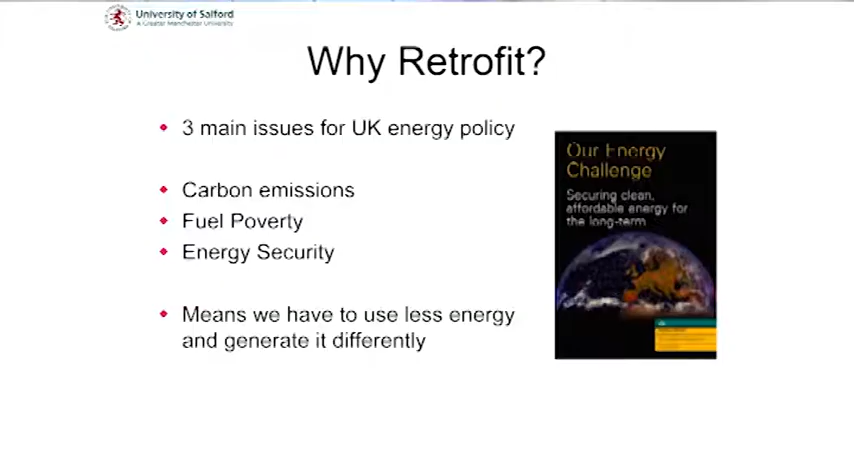 University of Salford
A Greater Manchester University
Why Retrofit?
3 main issues for UK energy policy
Carbon emissions
Fuel Poverty
Energy Security
Means we have to use less energy
and generate it differently
Our Energy
Challenge
Securing clean,
affordable energy for
the long-term